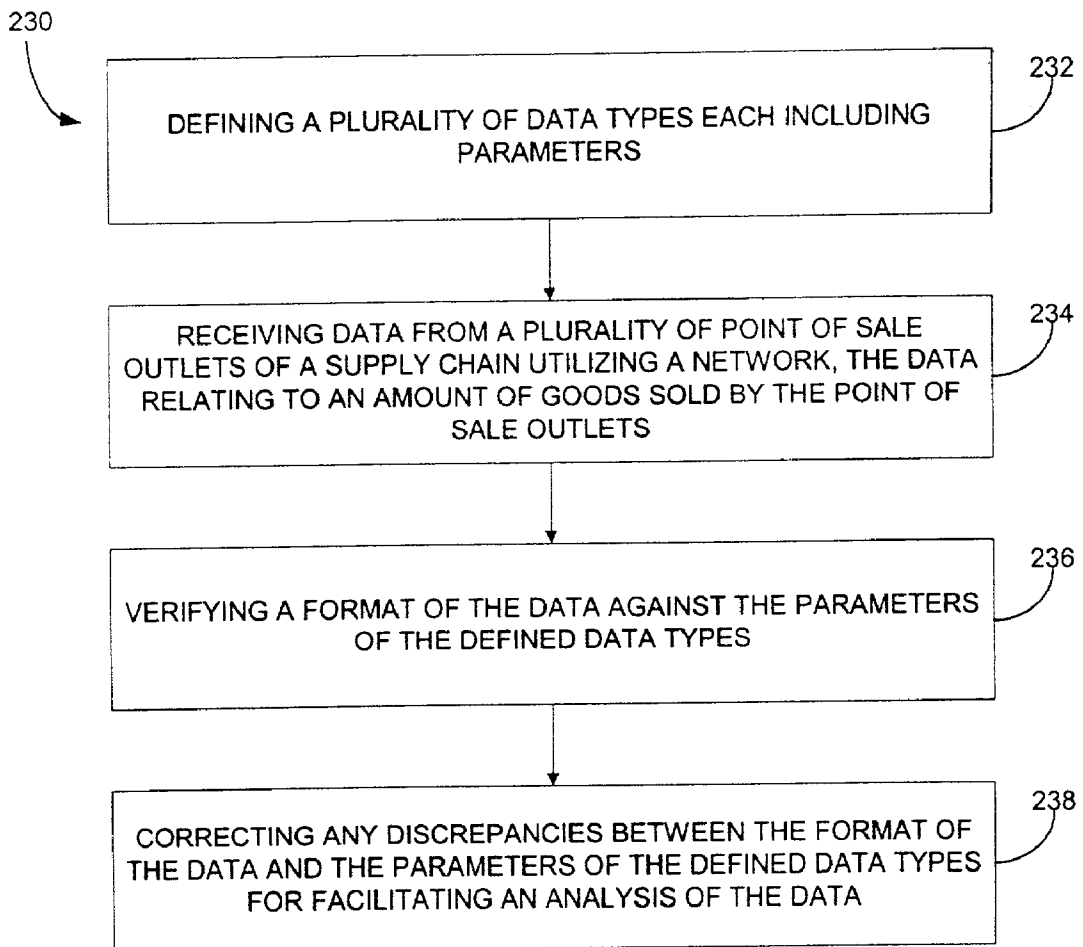 230
232
DEFINING A PLURALITY OF DATA TYPES EACH INCLUDING
PARAMETERS
234
RECEIVING DATA FROM A PLURALITY OF POINT OF SALE
OUTLETS OF A SUPPLY CHAIN UTILIZING A NETWORK, THE DATA
RELATING TO AN AMOUNT OF GOODS SOLD BY THE POINT OF
SALE OUTLETS
236
VERIFYING A FORMAT OF THE DATA AGAINST THE PARAMETERS
OF THE DEFINED DATA TYPES
238
CORRECTING ANY DISCREPANCIES BETWEEN THE FORMAT OF
THE DATA AND THE PARAMETERS OF THE DEFINED DATA TYPES
FOR FACILITATING AN ANALYSIS OF THE DATA